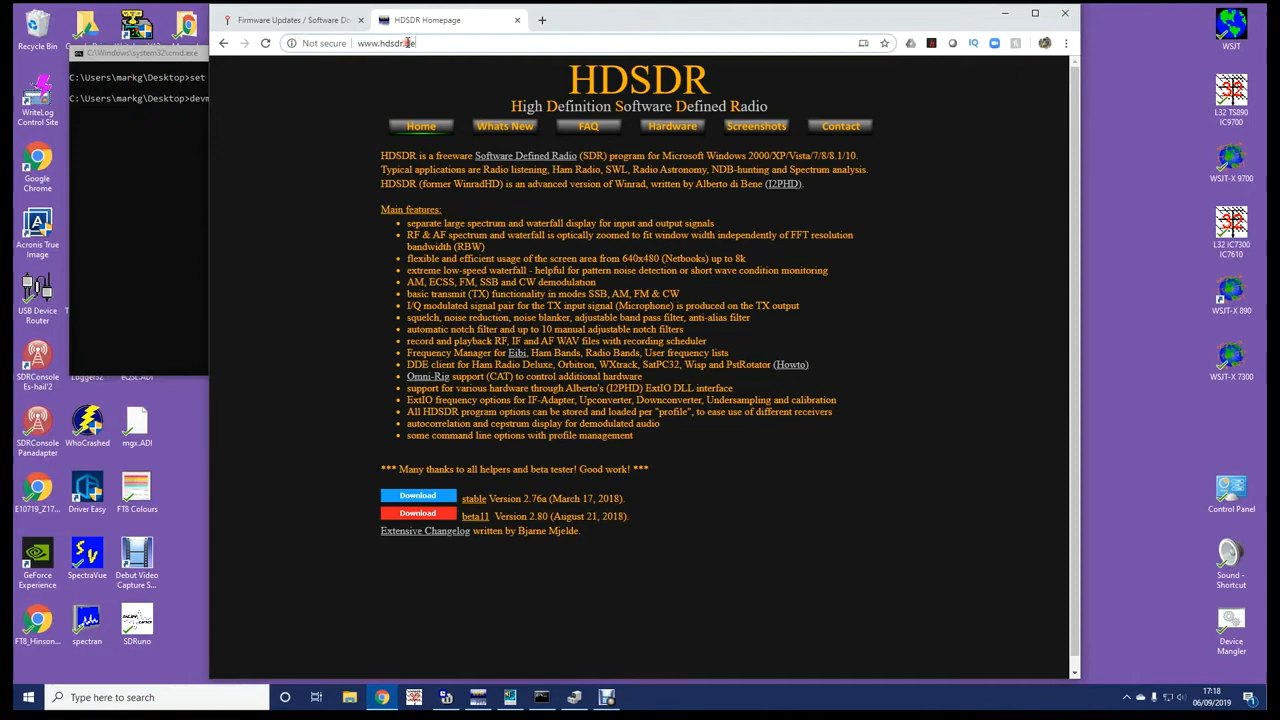 Firmware Updates / Software Do
HDSDR Homepage
Not secure
www.hdsdr.de
Recycle Bin
C:\Windows\system32\cmd.exe
C:\Users\markg\Desktop>set
C:\Users\markg\Desktop>devm
HDSDR
High Definition Software Defined Radio
Home
Whats New
FAQ
Hardware
Screenshots
Contact
HDSDR is a freeware Software Defined Radio (SDR) program for Microsoft Windows 2000/XP/Vista/7/8/8.1/10.
Typical applications are Radio listening, Ham Radio, SWL, Radio Astronomy, NDB-hunting and Spectrum analysis.
HDSDR (former WinradHD) is an advanced version of Winrad, written by Alberto di Bene (I2PHD).
Main features:
• separate large spectrum and waterfall display for input and output signals
• RF & AF spectrum and waterfall is optically zoomed to fit window width independently of FFT resolution
bandwidth (RBW)
• flexible and efficient usage of the screen area from 640x480 (Netbooks) up to 8k
• extreme low-speed waterfall - helpful for pattern noise detection or short wave condition monitoring
• AM, ECSS, FM, SSB and CW demodulation
• basic transmit (TX) functionality in modes SSB, AM, FM & CW
• I/Q modulated signal pair for the TX input signal (Microphone) is produced on the TX output
• squelch, noise reduction, noise blanker, adjustable band pass filter, anti-alias filter
• automatic notch filter and up to 10 manual adjustable notch filters
• record and playback RF, IF and AF WAV files with recording scheduler
• Frequency Manager for Eibi, Ham Bands, Radio Bands, User frequency lists
• DDE client for Ham Radio Deluxe, Orbitron, WXtrack, SatPC32, Wisp and PstRotator (Howto)
• Omni-Rig support (CAT) to control additional hardware
• support for various hardware through Alberto's (I2PHD) ExtIO DLL interface
• ExtIO frequency options for IF-Adapter, Upconverter, Downconverter, Undersampling and calibration
• All HDSDR program options can be stored and loaded per "profile", to ease use of different receivers
• autocorrelation and cepstrum display for demodulated audio
• some command line options with profile management
*** Many thanks to all helpers and beta tester! Good work! ***
Download stable Version 2.76a (March 17, 2018).
Download beta11 Version 2.80 (August 21, 2018).
Extensive Changelog written by Bjarne Mjelde.
WriteLog Control Site
Google Chrome
Acronis True Image
USB Device Router
SDRConsole Es-hail'2
Logger32
eQSL.ADI
SDRConsole Panadapter
WhoCrashed
mgx.ADI
E10719_Z17...
Driver Easy
FT8 Colours
GeForce Experience
SpectraVue
Debut Video Capture S...
FT8_Hinson...
spectran
SDRuno
WSJT
L32 TS890 IC9700
WSJT-X 9700
L32 IC7300 IC7610
WSJT-X 890
WSJT-X 7300
Control Panel
Sound - Shortcut
Device Mangler
Type here to search
17:18
06/09/2019